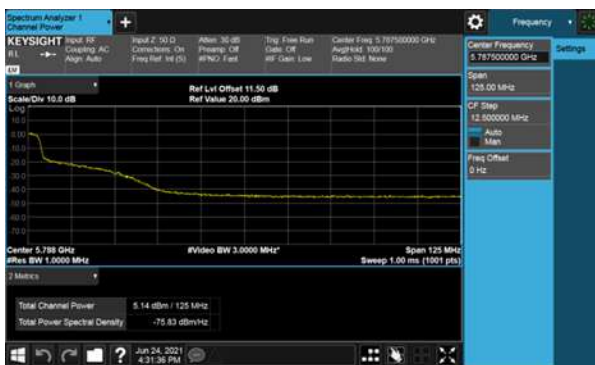 Spectrum Analyzer 1
Channel Power
Frequency
KEYSIGHT
Input: RF
Coupling: AC
Align: Auto
Input Z: 50 Ω
Corrections: On
Freq Ref: Int (S)
Atten: 30 dB
Preamp: Off
#PNO: Fast
Trig: Free Run
Gate: Off
#IF Gain: Low
Center Freq: 5.787500000 GHz
Avg|Hold: 100/100
Radio Std: None
Center Frequency
5.787500000 GHz
Settings
Span
125.00 MHz
CF Step
12.500000 MHz
Auto
Man
Freq Offset
0 Hz
1 Graph
Scale/Div 10.0 dB
Ref Lvl Offset 11.50 dB
Ref Value 20.00 dBm
Log
10.0
0.00
Center 5.788 GHz
#Res BW 1.0000 MHz
#Video BW 3.0000 MHz*
Span 125 MHz
Sweep 1.00 ms (1001 pts)
2 Metrics
Total Channel Power 5.14 dBm / 125 MHz
Total Power Spectral Density -75.83 dBm/Hz
Jun 24, 2021
4:31:36 PM